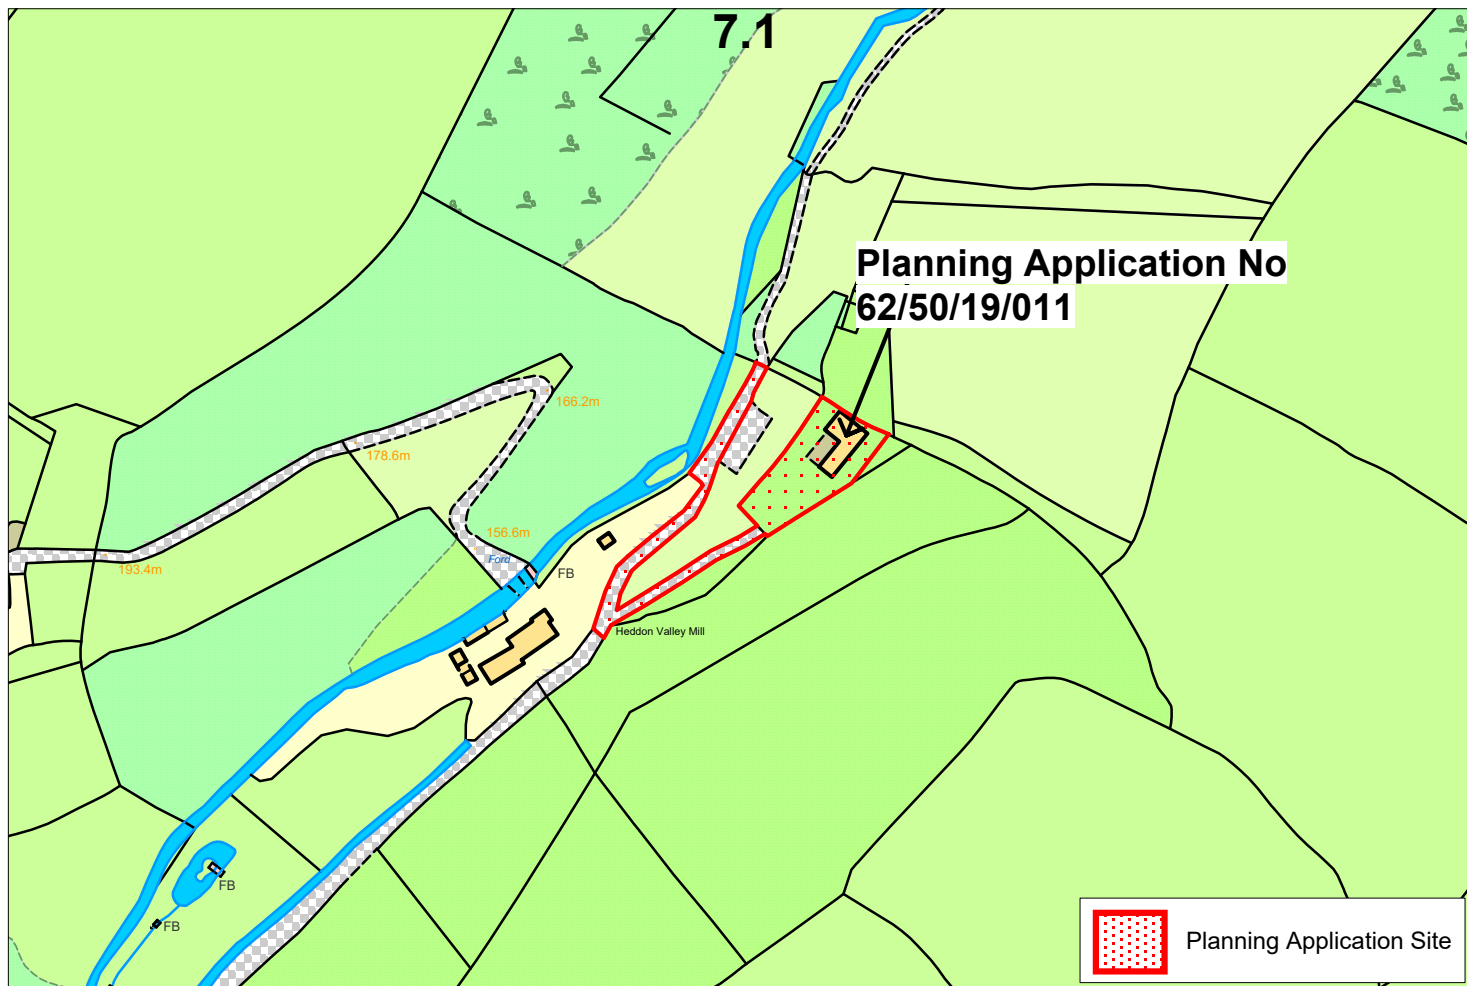 7.1
Planning Application No
62/50/19/011
166.2m
178.6m
156.6m
Ford
193.4m
FB
Heddon Valley Mill
FB
FB
Planning Application Site